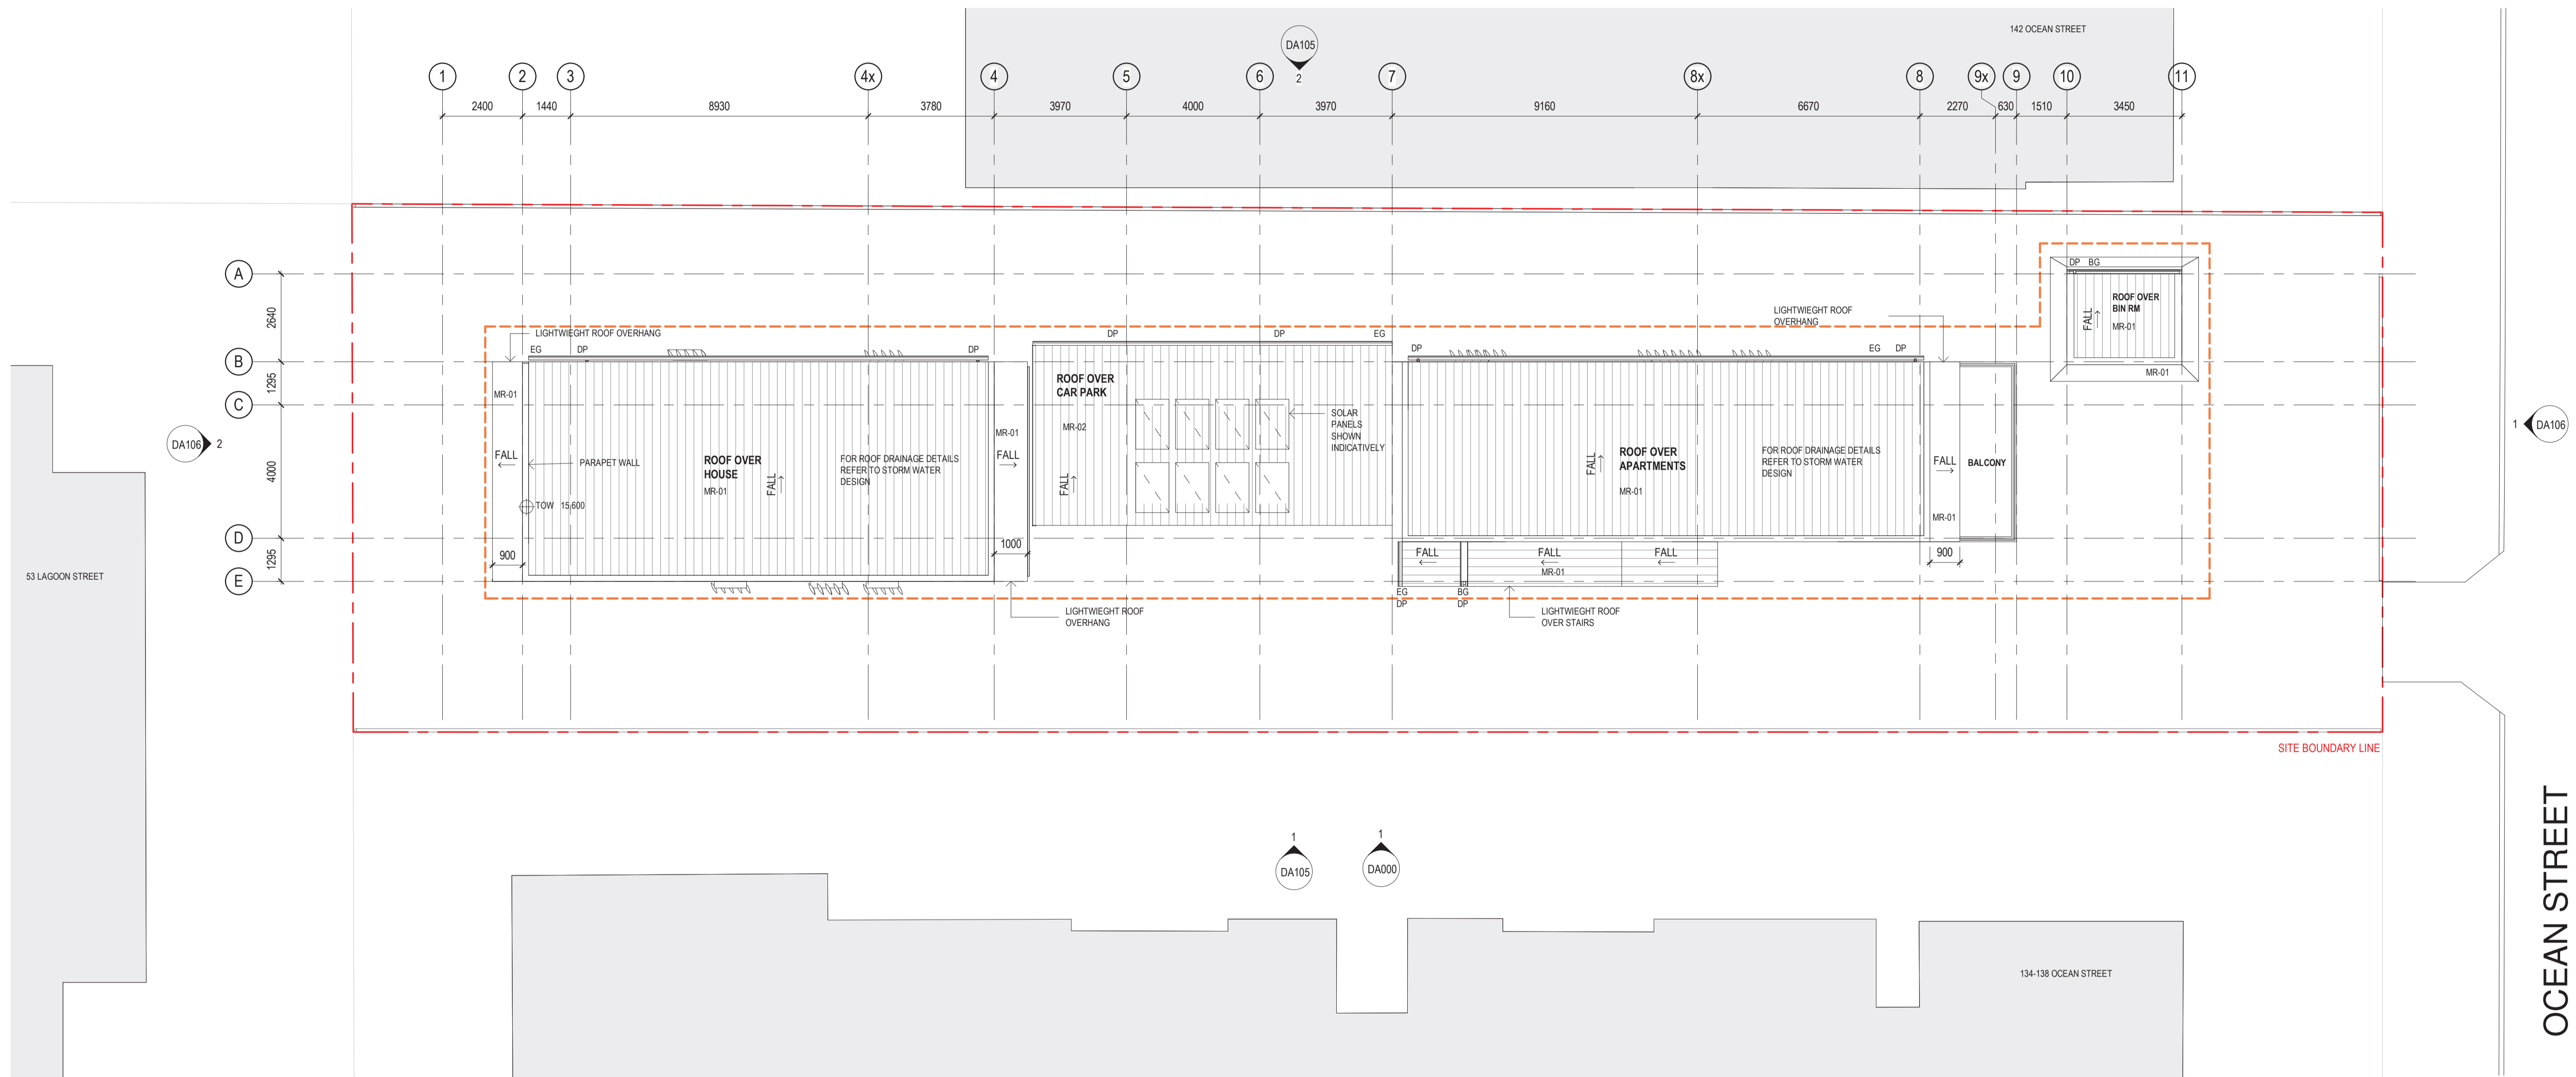 142 OCEAN STREET
DA105
2
1
2
3
4x
4
5
6
7
8x
8
9x
9
10
11
2400
1440
8930
3780
3970
4000
3970
9160
6670
2270
630
1510
3450
A
B
C
D
E
2640
1295
4000
1295
DP BG
ROOF OVER
BIN RM
MR-01
FALL
MR-01
LIGHTWIEGHT ROOF
OVERHANG
LIGHTWIEGHT ROOF OVERHANG
EG
DP
DP
DP
DP
EG
DP
EG
DP
MR-01
FALL
PARAPET WALL
TOW 15,600
900
ROOF OVER
HOUSE
MR-01
FALL
FOR ROOF DRAINAGE DETAILS
REFER TO STORM WATER
DESIGN
MR-01
FALL
1000
ROOF OVER
CAR PARK
MR-02
FALL
SOLAR
PANELS
SHOWN
INDICATIVELY
FALL
ROOF OVER
APARTMENTS
MR-01
FOR ROOF DRAINAGE DETAILS
REFER TO STORM WATER
DESIGN
FALL
BALCONY
MR-01
900
FALL
FALL
FALL
MR-01
EG
DP
BG
DP
LIGHTWIEGHT ROOF
OVERHANG
LIGHTWIEGHT ROOF
OVER STAIRS
DA106
2
1
DA106
53 LAGOON STREET
SITE BOUNDARY LINE
1
DA105
1
DA000
134-138 OCEAN STREET
OCEAN STREET